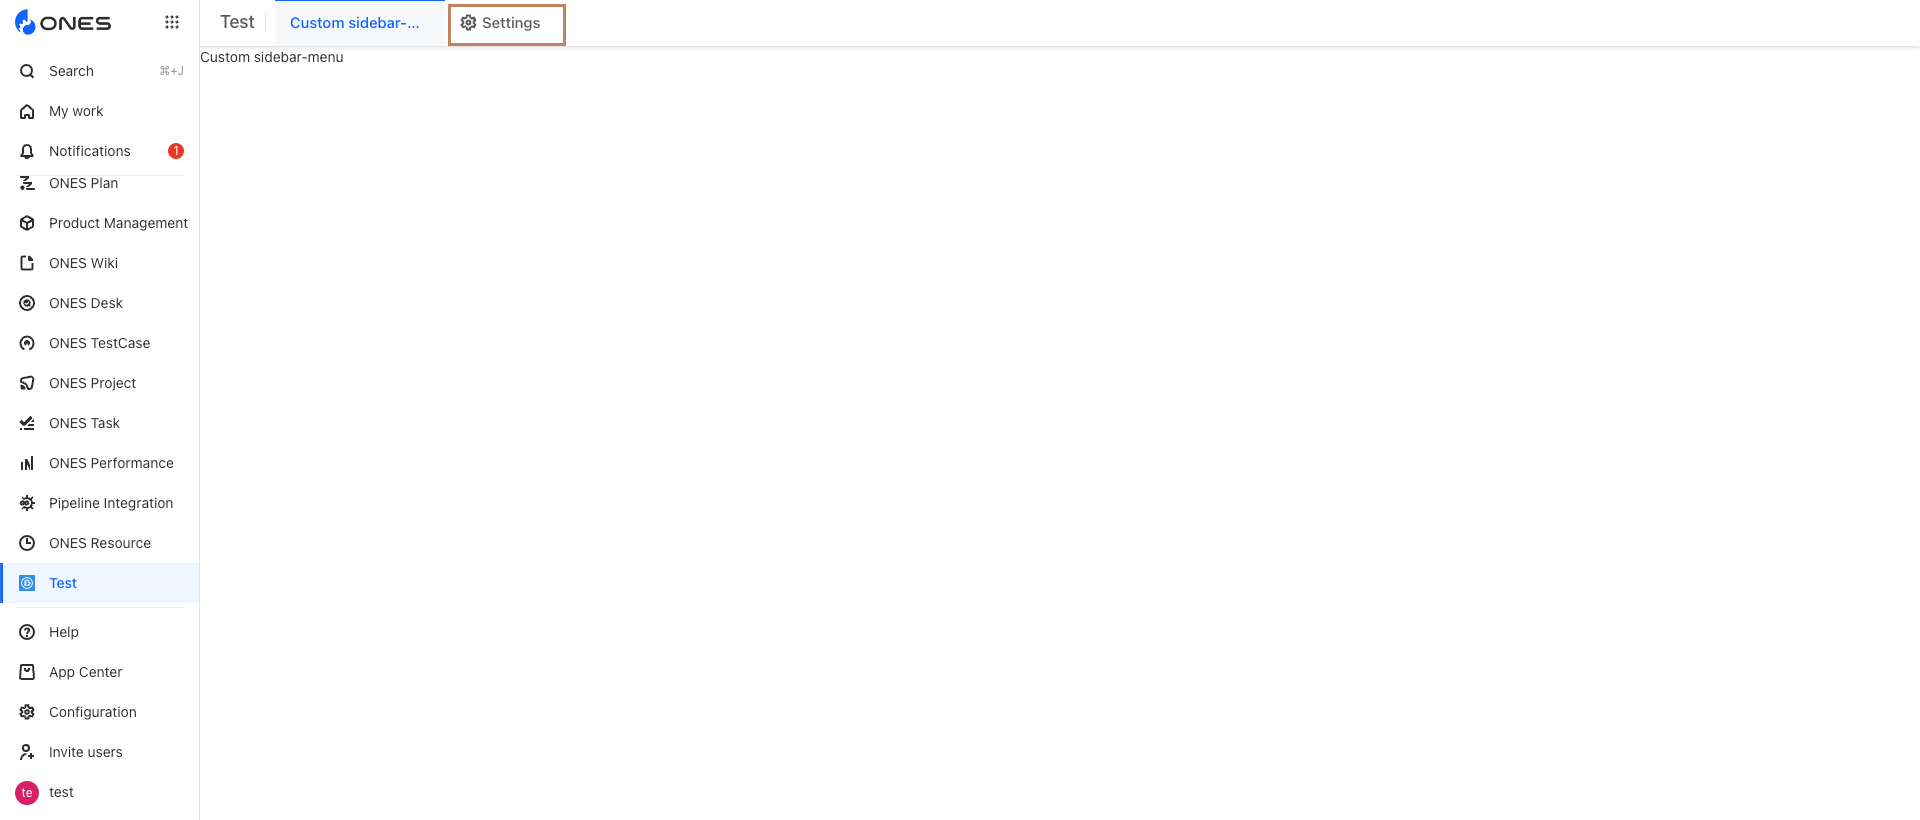 ONES
Search ⌘+J
My work
Notifications 1
ONES Plan
Product Management
ONES Wiki
ONES Desk
ONES TestCase
ONES Project
ONES Task
ONES Performance
Pipeline Integration
ONES Resource
Test
Help
App Center
Configuration
Invite users
te test
Test Custom sidebar-... Settings
Custom sidebar-menu